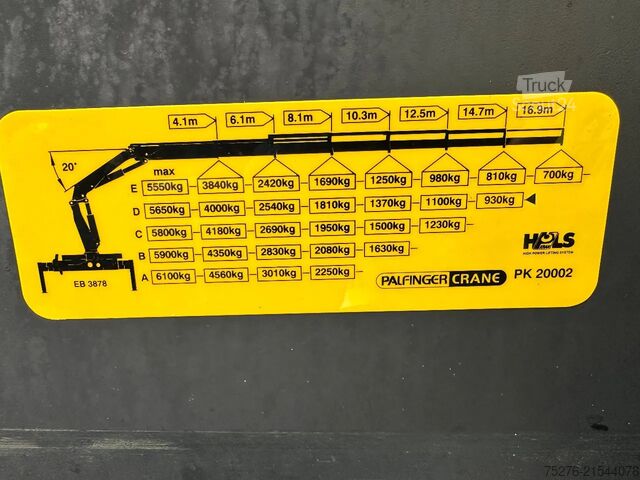 Truck
4.1m 6.1m 8.1m 10.3m 12.5m 14.7m 16.9m
20°
max
E 5550kg 3840kg 2420kg 1690kg 1250kg 980kg 810kg 700kg
D 5650kg 4000kg 2540kg 1810kg 1370kg 1100kg 930kg
C 5800kg 4180kg 2690kg 1950kg 1500kg 1230kg
B 5900kg 4350kg 2830kg 2080kg 1630kg
A 6100kg 4560kg 3010kg 2250kg
EB 3878
HPLS
HIGH POWER LIFTING SYSTEM
PALFINGER CRANE PK 20002
75276-21544078